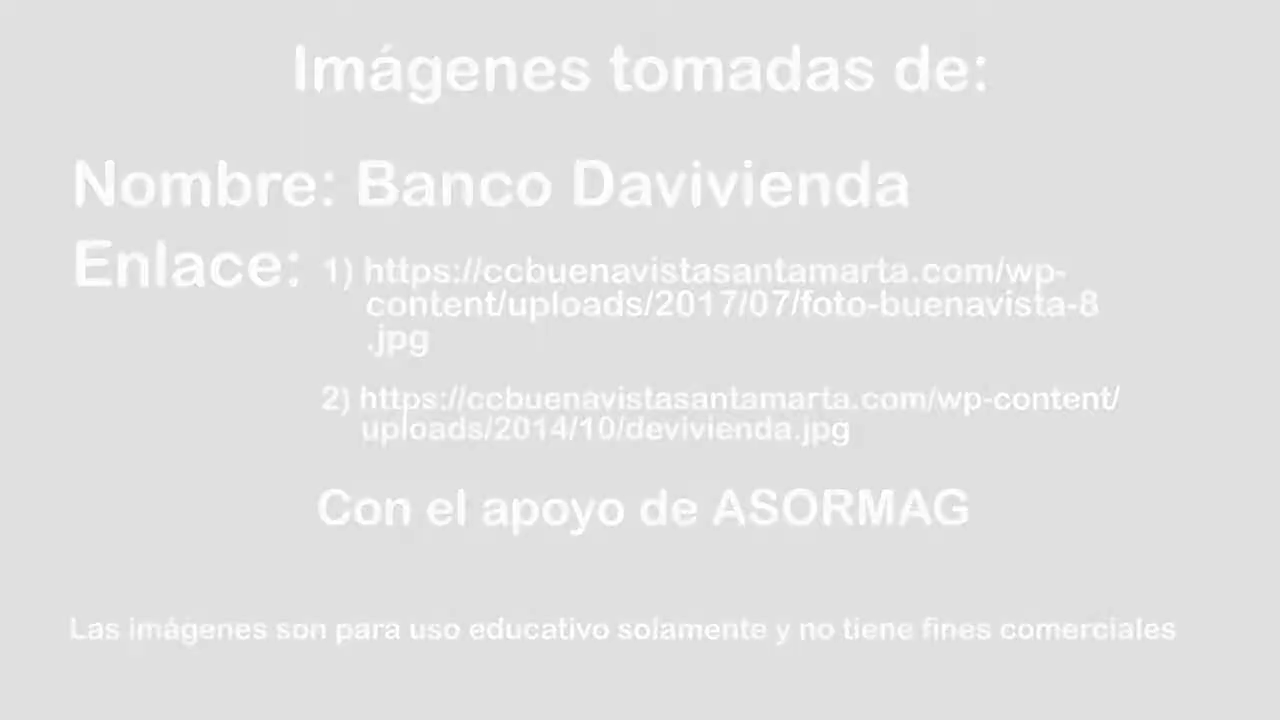 Imágenes tomadas de:
Nombre: Banco Davivienda
Enlace: 1) https://ccbuenavistasantamarta.com/wp-
content/uploads/2017/07/foto-buenavista-8
.jpg
2) https://ccbuenavistasantamarta.com/wp-content/
uploads/2014/10/devivienda.jpg
Con el apoyo de ASORMAG
Las imágenes son para uso educativo solamente y no tiene fines comerciales